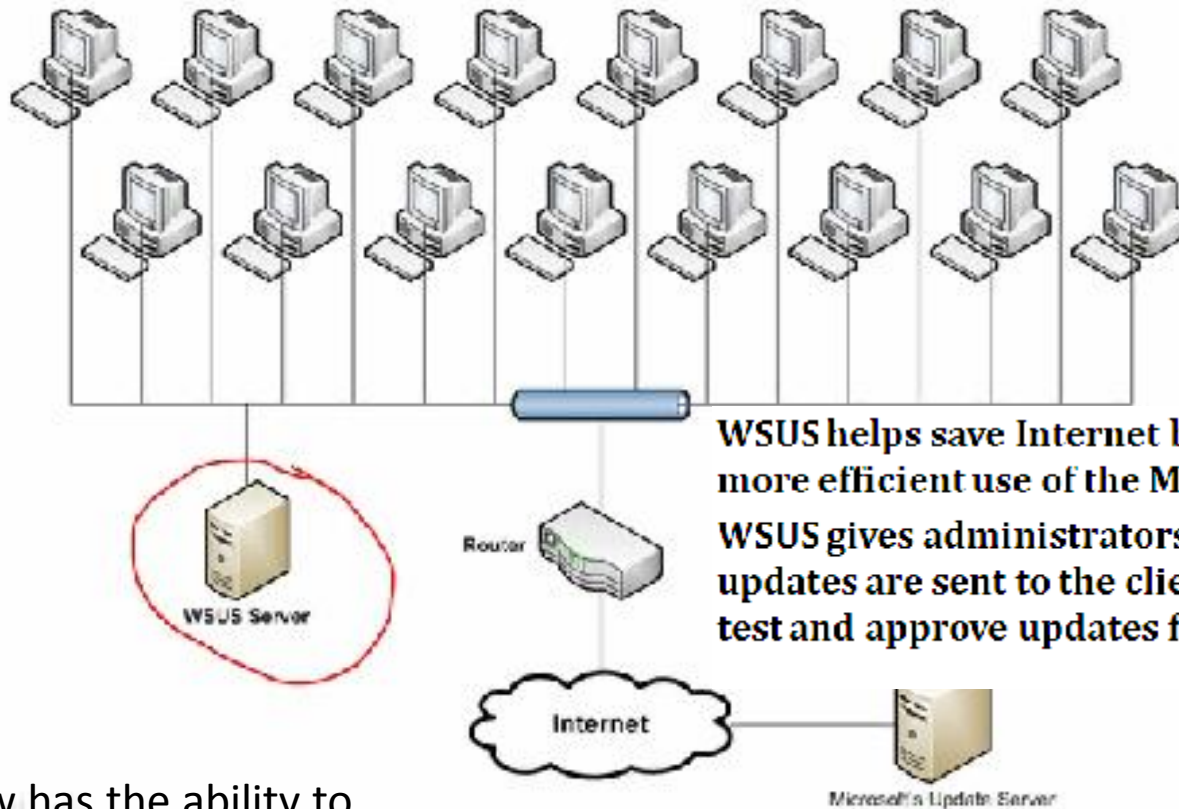 WSUS helps save Internet
more efficient use of the
WSUS gives administrators
updates are sent to the
test and approve updates
Router
WSUS Server
Internet
has the ability to
Microsoft's Update Server